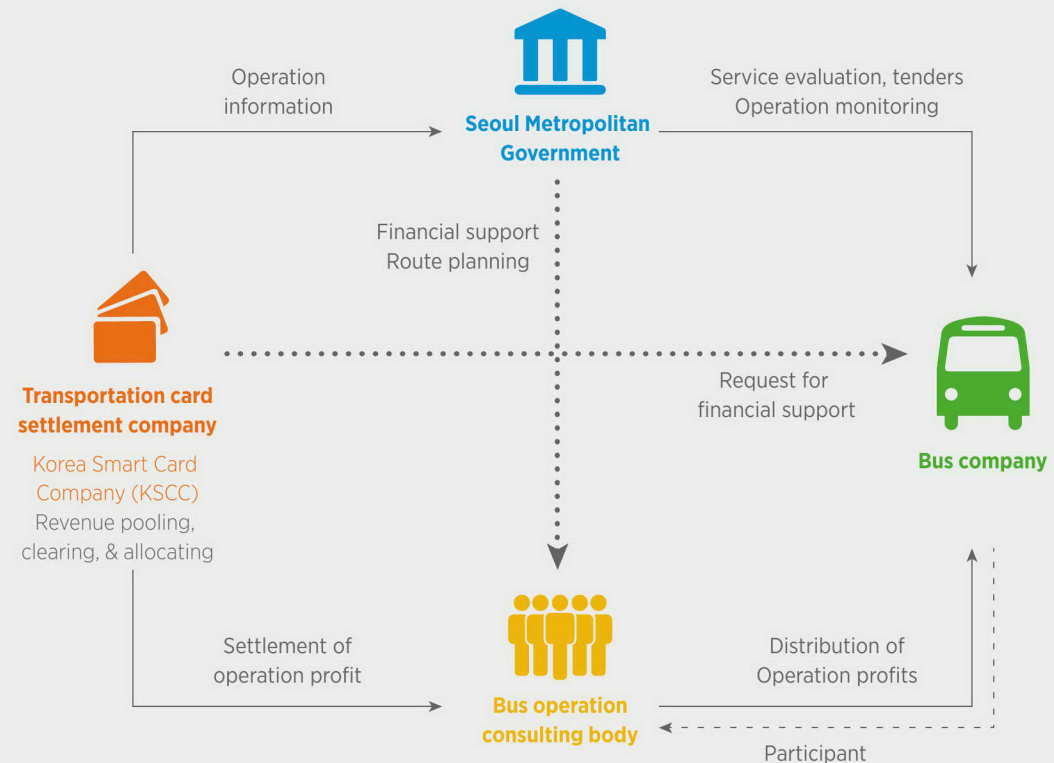 Operation
information
Service evaluation, tenders
Operation monitoring
Seoul Metropolitan
Government
Financial support
Route planning
Request for
financial support
Transportation card
settlement company
Korea Smart Card
Company (KSCC)
Revenue pooling,
clearing, & allocating
Bus company
Settlement of
operation profit
Distribution of
Operation profits
Bus operation
consulting body
Participant